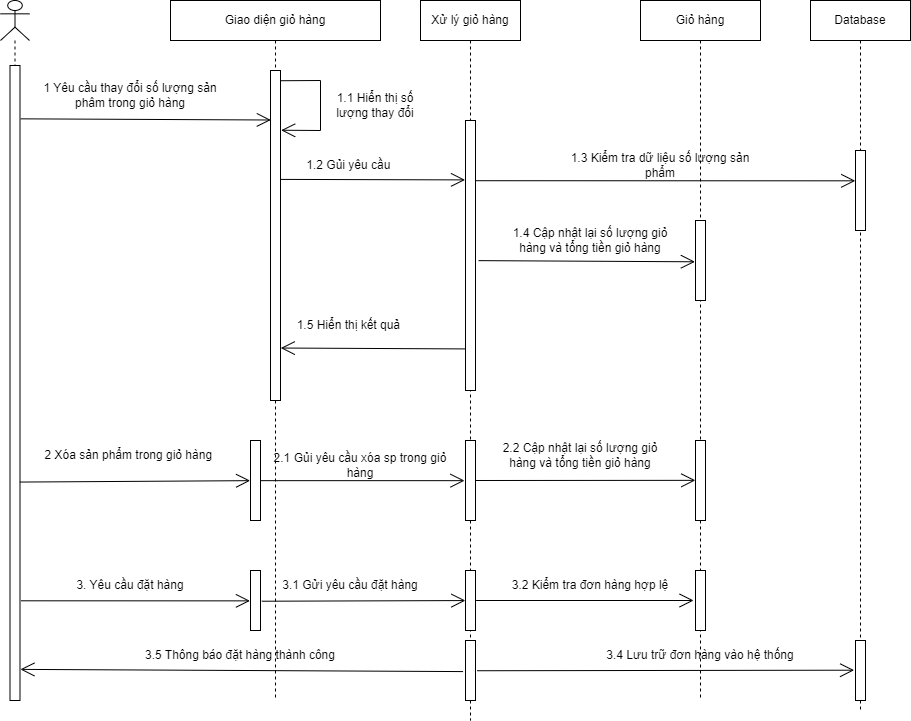 Giao diện giỏ hàng
Xử lý giỏ hàng
Giỏ hàng
Database
1 Yêu cầu thay đổi số lượng sản
phâm trong giỏ hàng
1.1 Hiển thị số
lượng thay đổi
1.2 Gủi yêu cầu
1.3 Kiểm tra dữ liệu số lượng sản
phẩm
1.4 Cập nhật lại số lượng giỏ
hàng và tổng tiền giỏ hàng
1.5 Hiển thị kết quả
2 Xóa sản phẩm trong giỏ hàng
2.1 Gủi yêu cầu xóa sp trong giỏ
hàng
2.2 Cập nhật lại số lượng giỏ
hàng và tổng tiền giỏ hàng
3. Yêu cầu đặt hàng
3.1 Gửi yêu cầu đặt hàng
3.2 Kiểm tra đơn hàng hợp lệ
3.5 Thông báo đặt hàng thành công
3.4 Lưu trữ đơn hàng vào hệ thống